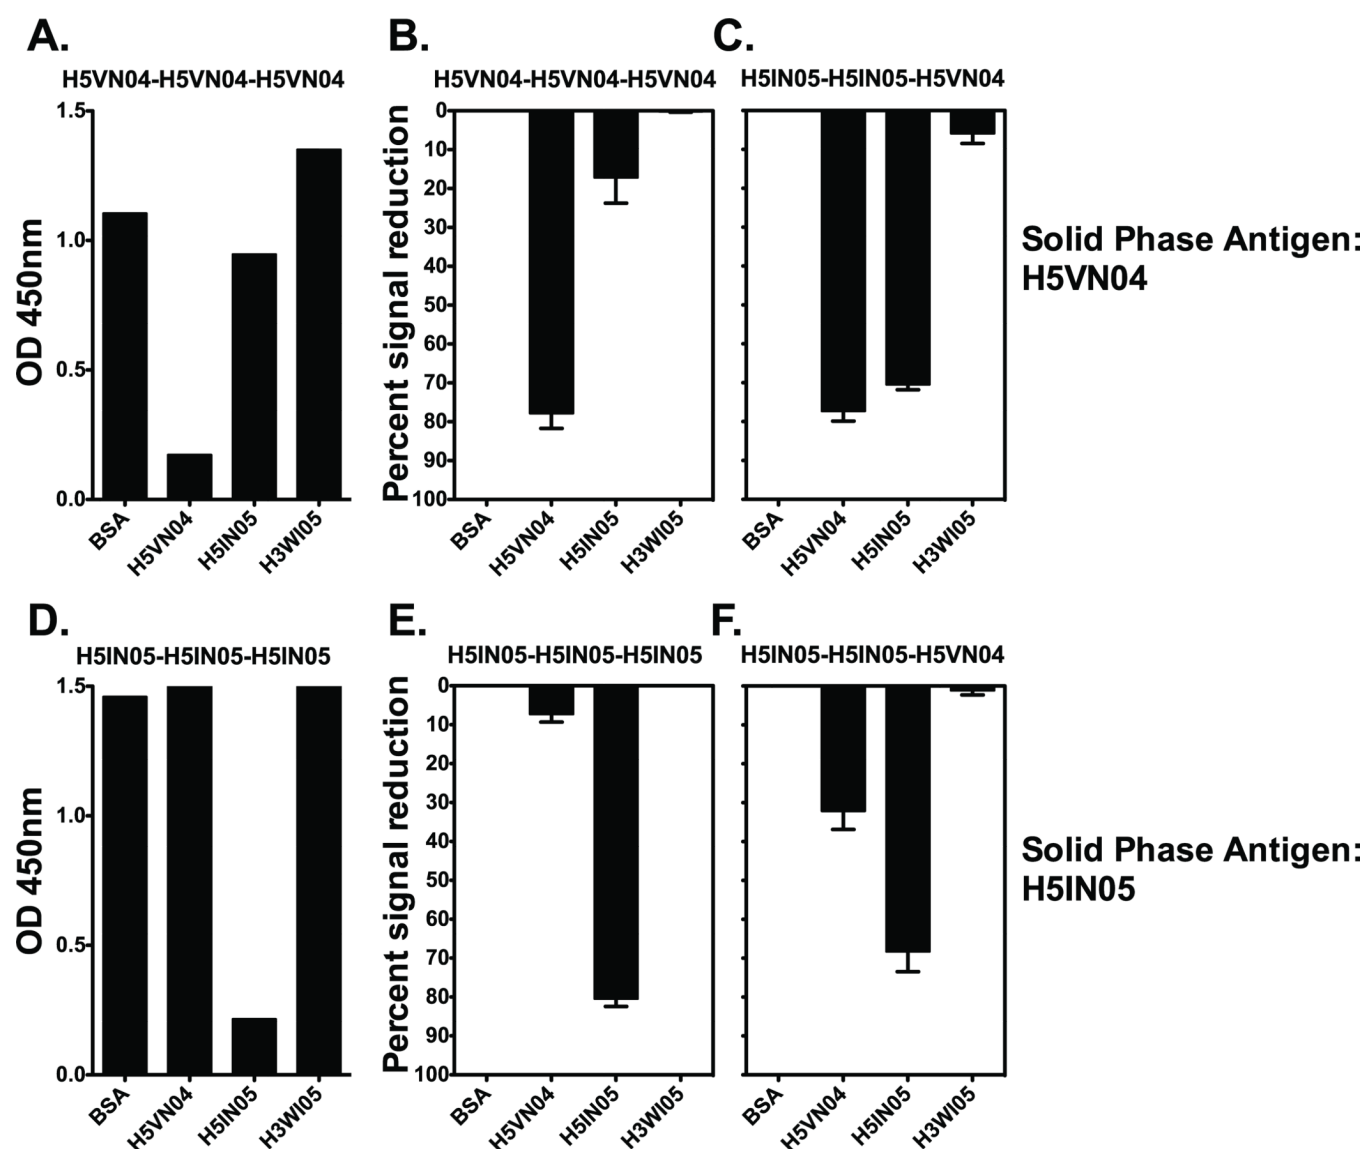 A.
H5VN04-H5VN04-H5VN04
OD 450nm
1.5
1.0
0.5
0.0
BSA
H5VN04
H5IN05
H3WI05
B.
H5VN04-H5VN04-H5VN04
Percent signal reduction
0
10
20
30
40
50
60
70
80
90
100
BSA
H5VN04
H5IN05
H3WI05
C.
H5IN05-H5IN05-H5VN04
BSA
H5VN04
H5IN05
H3WI05
Solid Phase Antigen:
H5VN04
D.
H5IN05-H5IN05-H5IN05
OD 450nm
1.5
1.0
0.5
0.0
BSA
H5VN04
H5IN05
H3WI05
E.
H5IN05-H5IN05-H5IN05
Percent signal reduction
0
10
20
30
40
50
60
70
80
90
100
BSA
H5VN04
H5IN05
H3WI05
F.
H5IN05-H5IN05-H5VN04
BSA
H5VN04
H5IN05
H3WI05
Solid Phase Antigen:
H5IN05